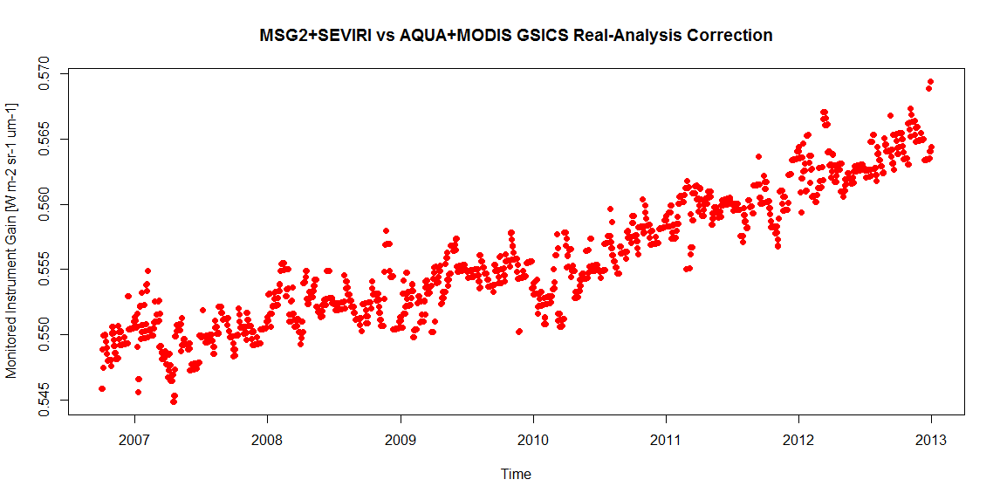 MSG2+SEVIRI vs AQUA+MODIS GSICS Real-Analysis Correction
Monitored Instrument Gain [W m-2 sr-1 um-1]
0.570
0.565
0.560
0.555
0.550
0.545
2007 2008 2009 2010 2011 2012 2013
Time